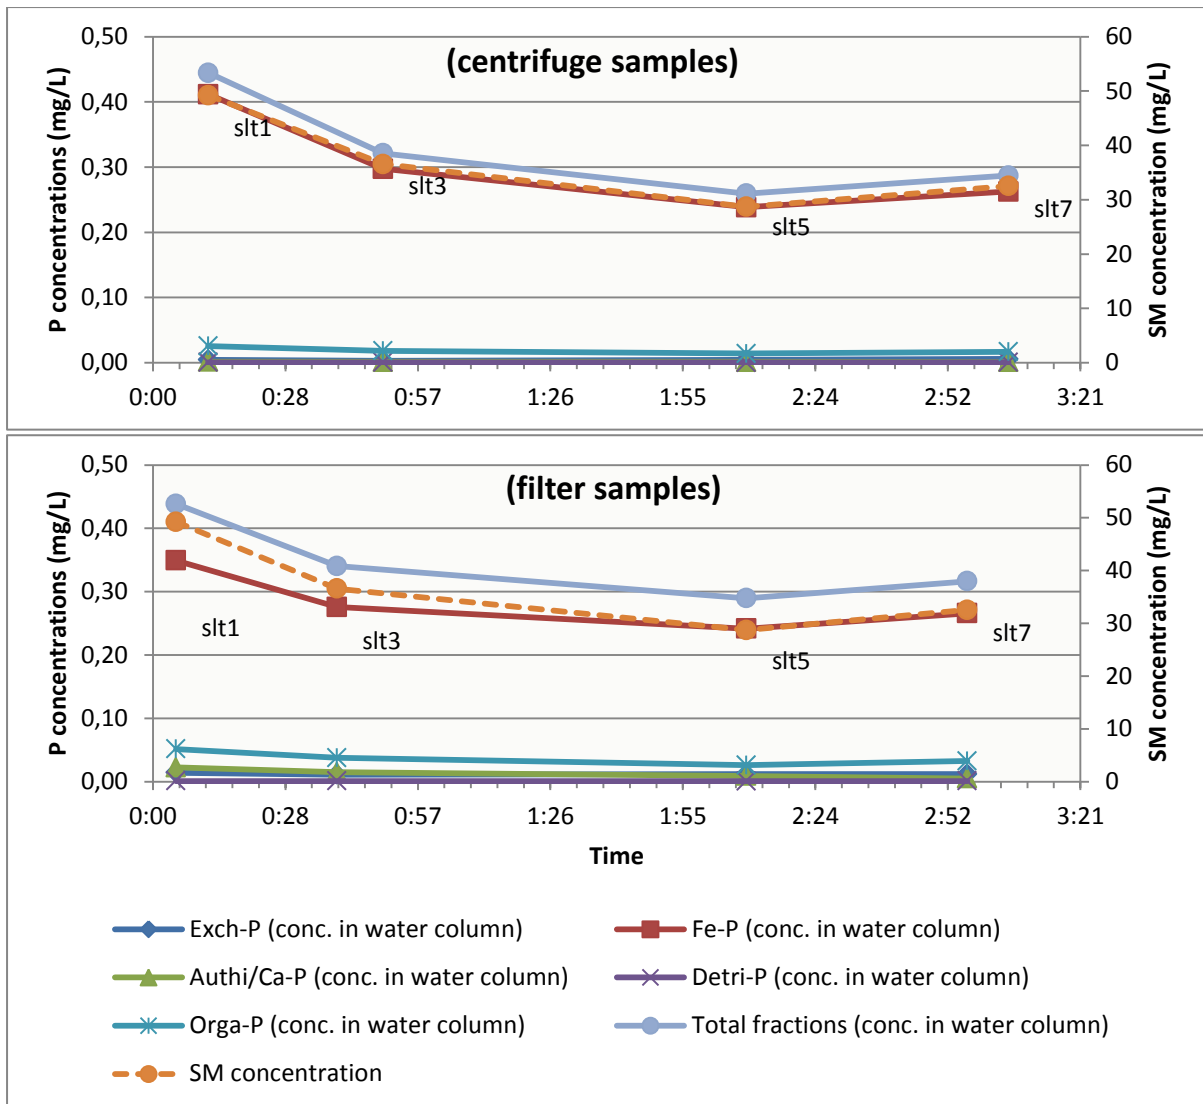 (centrifuge samples)
P concentrations (mg/L)
0,50
0,40
0,30
0,20
0,10
0,00
SM concentration (mg/L)
60
50
40
30
20
10
0
slt1
slt3
slt5
slt7
0:00 0:28 0:57 1:26 1:55 2:24 2:52 3:21
(filter samples)
P concentrations (mg/L)
0,50
0,40
0,30
0,20
0,10
0,00
SM concentration (mg/L)
60
50
40
30
20
10
0
slt1
slt3
slt5
slt7
0:00 0:28 0:57 1:26 1:55 2:24 2:52 3:21
Time
Exch-P (conc. in water column)
Fe-P (conc. in water column)
Authi/Ca-P (conc. in water column)
Detri-P (conc. in water column)
Orga-P (conc. in water column)
Total fractions (conc. in water column)
SM concentration